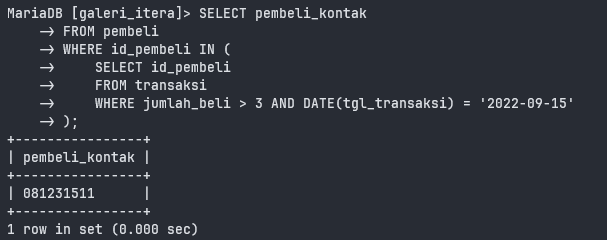 MariaDB [galeri_itera]> SELECT pembeli_kontak
    -> FROM pembeli
    -> WHERE id_pembeli IN (
    ->     SELECT id_pembeli
    ->     FROM transaksi
    ->     WHERE jumlah_beli > 3 AND DATE(tgl_transaksi) = '2022-09-15'
    -> );
+----------------+
| pembeli_kontak |
+----------------+
| 081231511      |
+----------------+
1 row in set (0.000 sec)